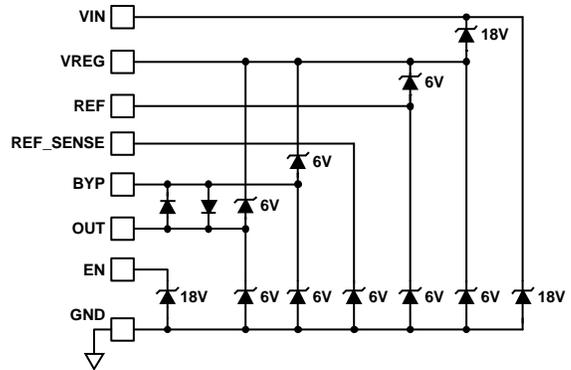 VIN
18V
VREG
6V
REF
REF_SENSE
6V
BYP
6V
OUT
EN
18V 6V 6V 6V 6V 6V 18V
GND